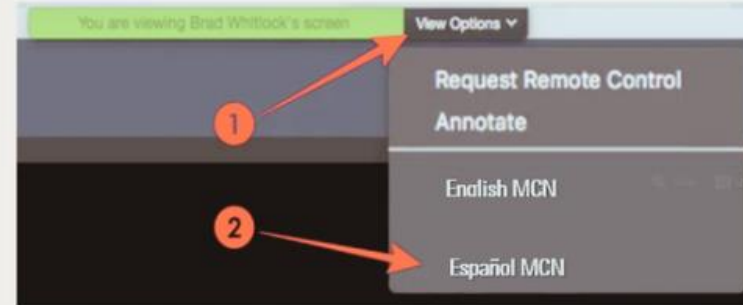 You are viewing Brad Whitlock's screen
View Options
1
Request Remote Control
Annotate
English MCN
2
Español MCN